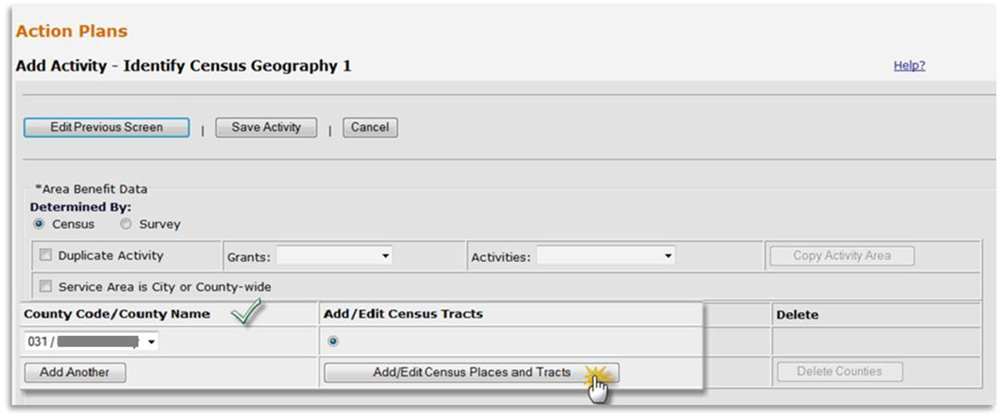 Action Plans
Add Activity - Identify Census Geography 1
Help?
Edit Previous Screen | Save Activity | Cancel
*Area Benefit Data
Determined By:
Census Survey
Duplicate Activity Grants: Activities: Copy Activity Area
Service Area is City or County-wide
County Code/County Name Add/Edit Census Tracts Delete
031 /
Add Another Add/Edit Census Places and Tracts Delete Counties